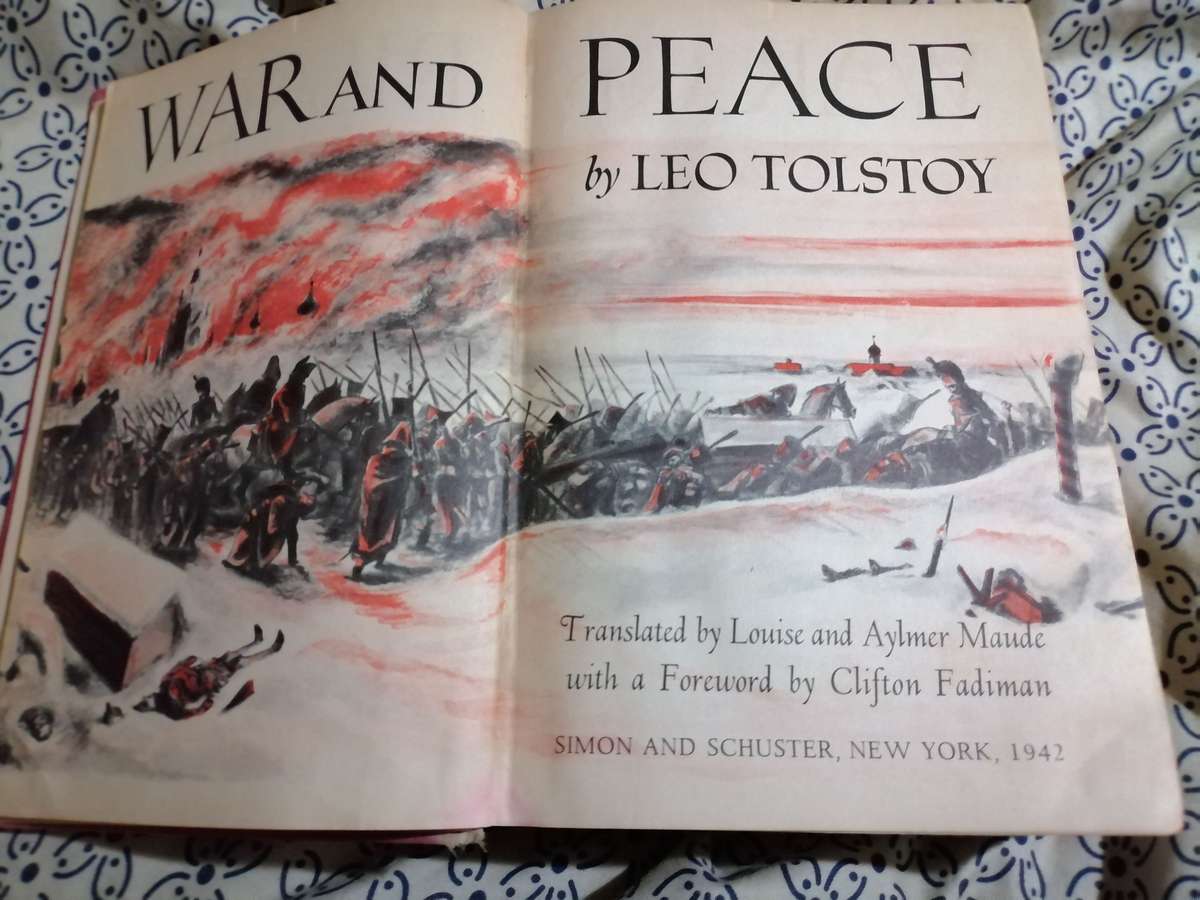 WAR AND PEACE
by LEO TOLSTOY
Translated by Louise and Aylmer Maude
with a Foreword by Clifton Fadiman
SIMON AND SCHUSTER, NEW YORK, 1942